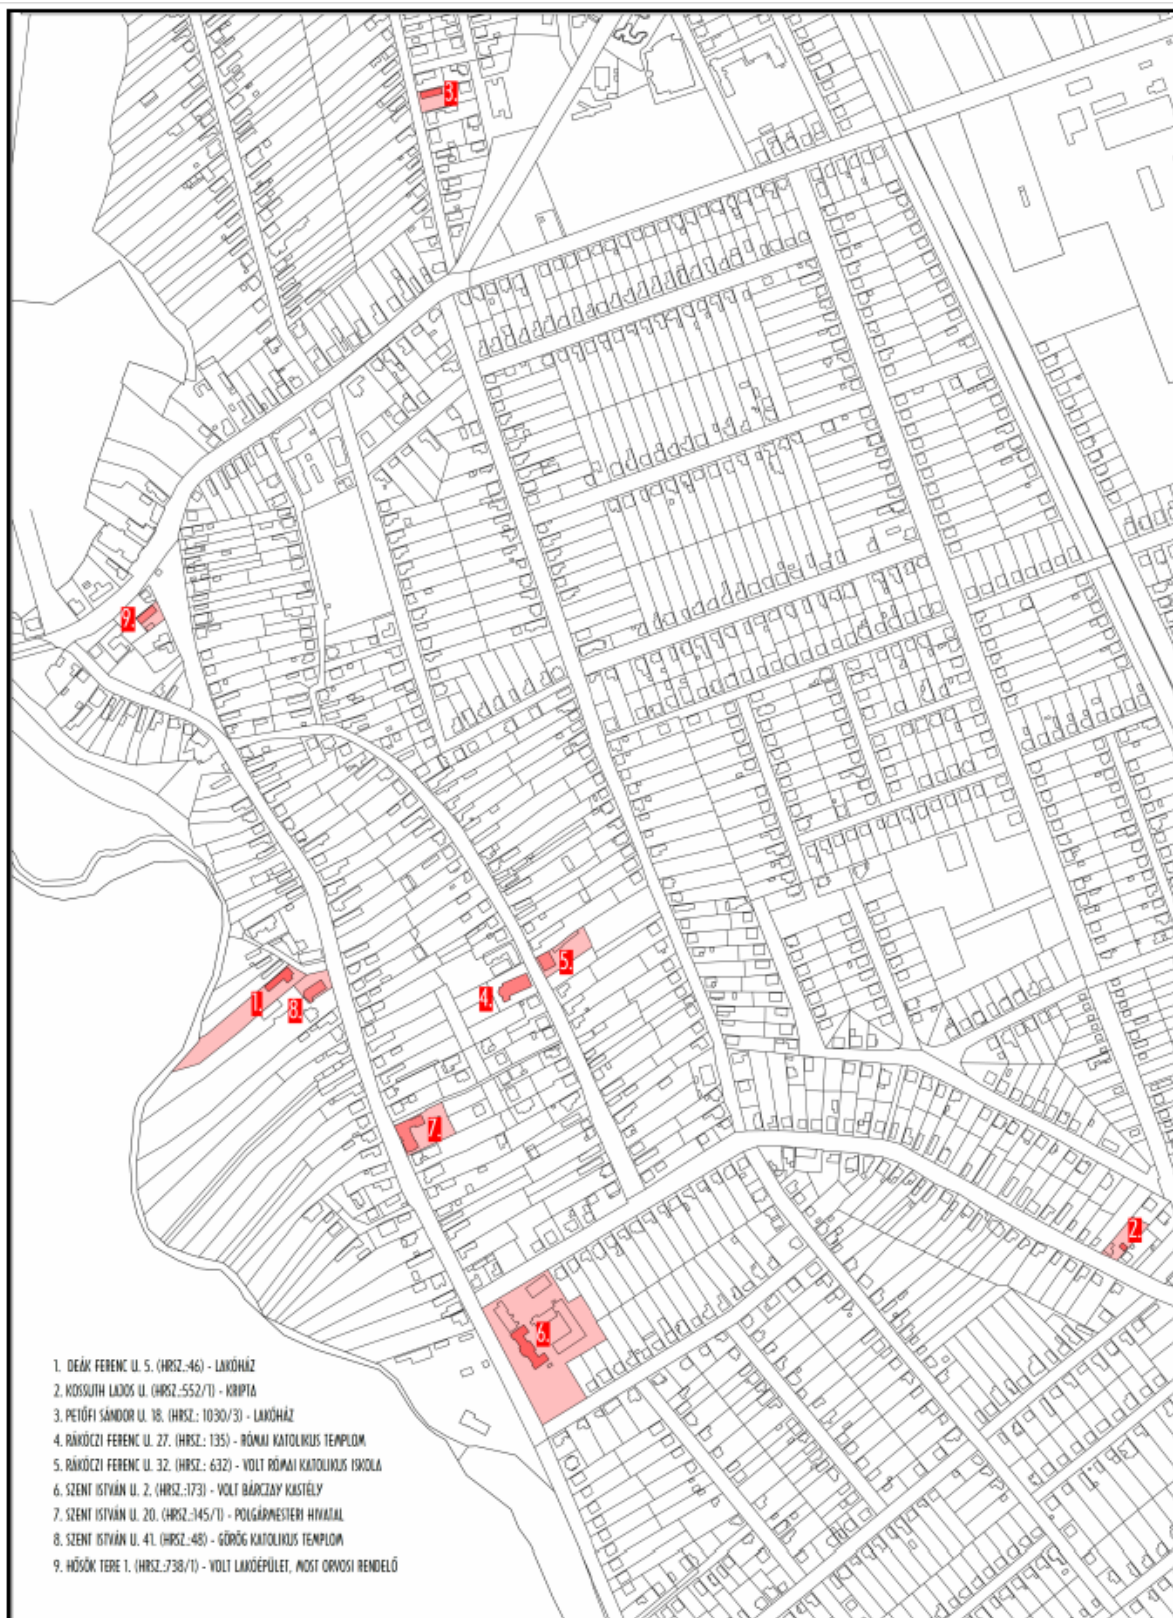 3.
9.
5.
4.
1.
8.
7.
2.
6.
1. DEÁK FERENC U. 5. (HRSZ.:46) - LAKÓHÁZ
2. KOSSUTH LAJOS U. (HRSZ.:552/1) - KRIPTA
3. PETŐFI SÁNDOR U. 18. (HRSZ.: 1030/3) - LAKÓHÁZ
4. RÁKÓCZI FERENC U. 27. (HRSZ.: 135) - RÓMAI KATOLIKUS TEMPLOM
5. RÁKÓCZI FERENC U. 32. (HRSZ.: 632) - VOLT RÓMAI KATOLIKUS ISKOLA
6. SZENT ISTVÁN U. 2. (HRSZ.:173) - VOLT BÁRCZAY KASTÉLY
7. SZENT ISTVÁN U. 20. (HRSZ.:145/1) - POLGÁRMESTERI HIVATAL
8. SZENT ISTVÁN U. 41. (HRSZ.:48) - GÖRÖG KATOLIKUS TEMPLOM
9. HŐSÖK TERE 1. (HRSZ.:738/1) - VOLT LAKÓÉPÜLET, MOST ORVOSI RENDELŐ